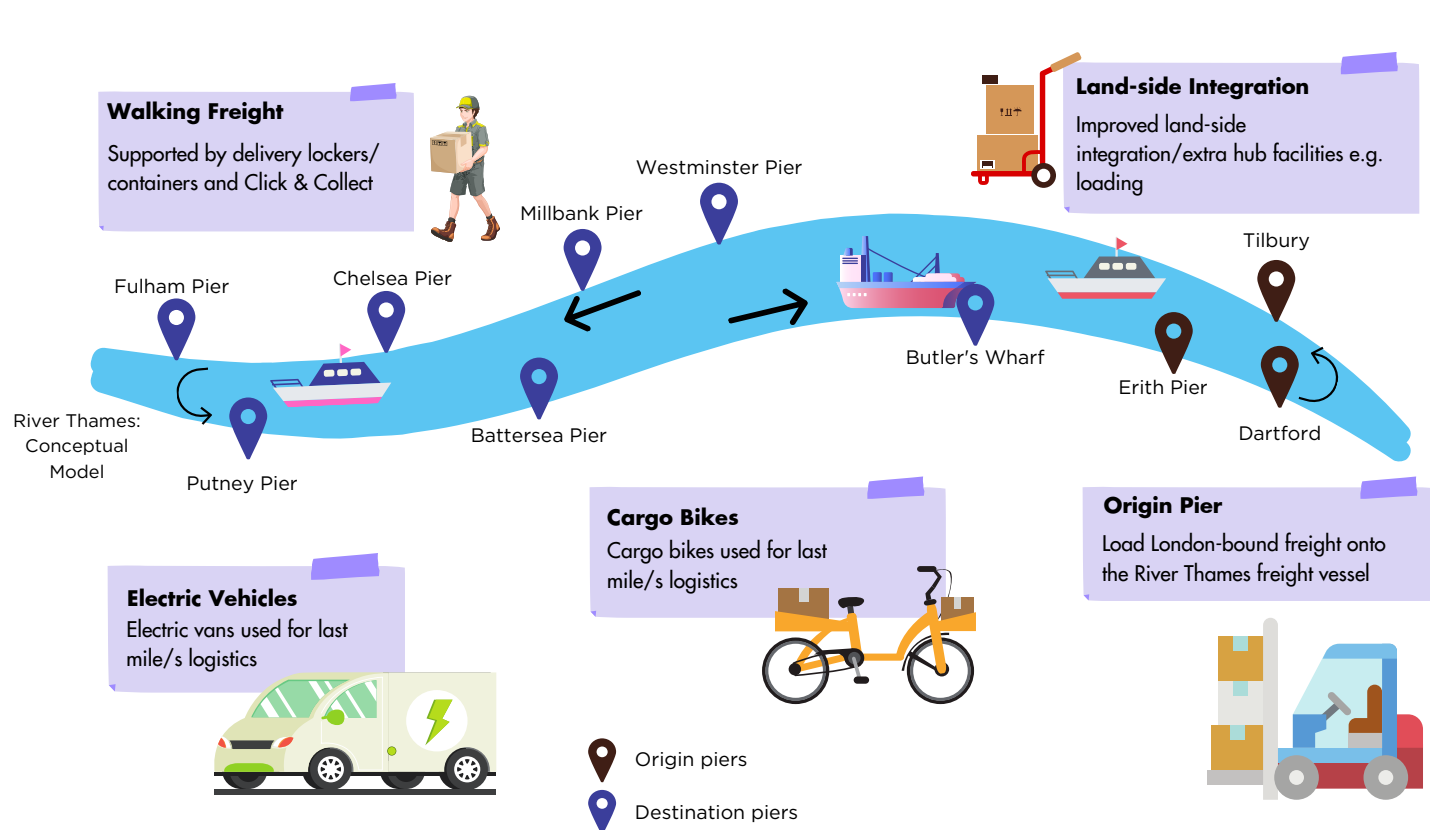 Walking Freight
Supported by delivery lockers/
containers and Click & Collect
Land-side Integration
Improved land-side
integration/extra hub facilities e.g.
loading
Westminster Pier
Millbank Pier
Tilbury
Chelsea Pier
Fulham Pier
Butler's Wharf
Erith Pier
River Thames:
Conceptual
Model
Battersea Pier
Dartford
Putney Pier
Cargo Bikes
Cargo bikes used for last
mile/s logistics
Origin Pier
Load London-bound freight onto
the River Thames freight vessel
Electric Vehicles
Electric vans used for last
mile/s logistics
Origin piers
Destination piers